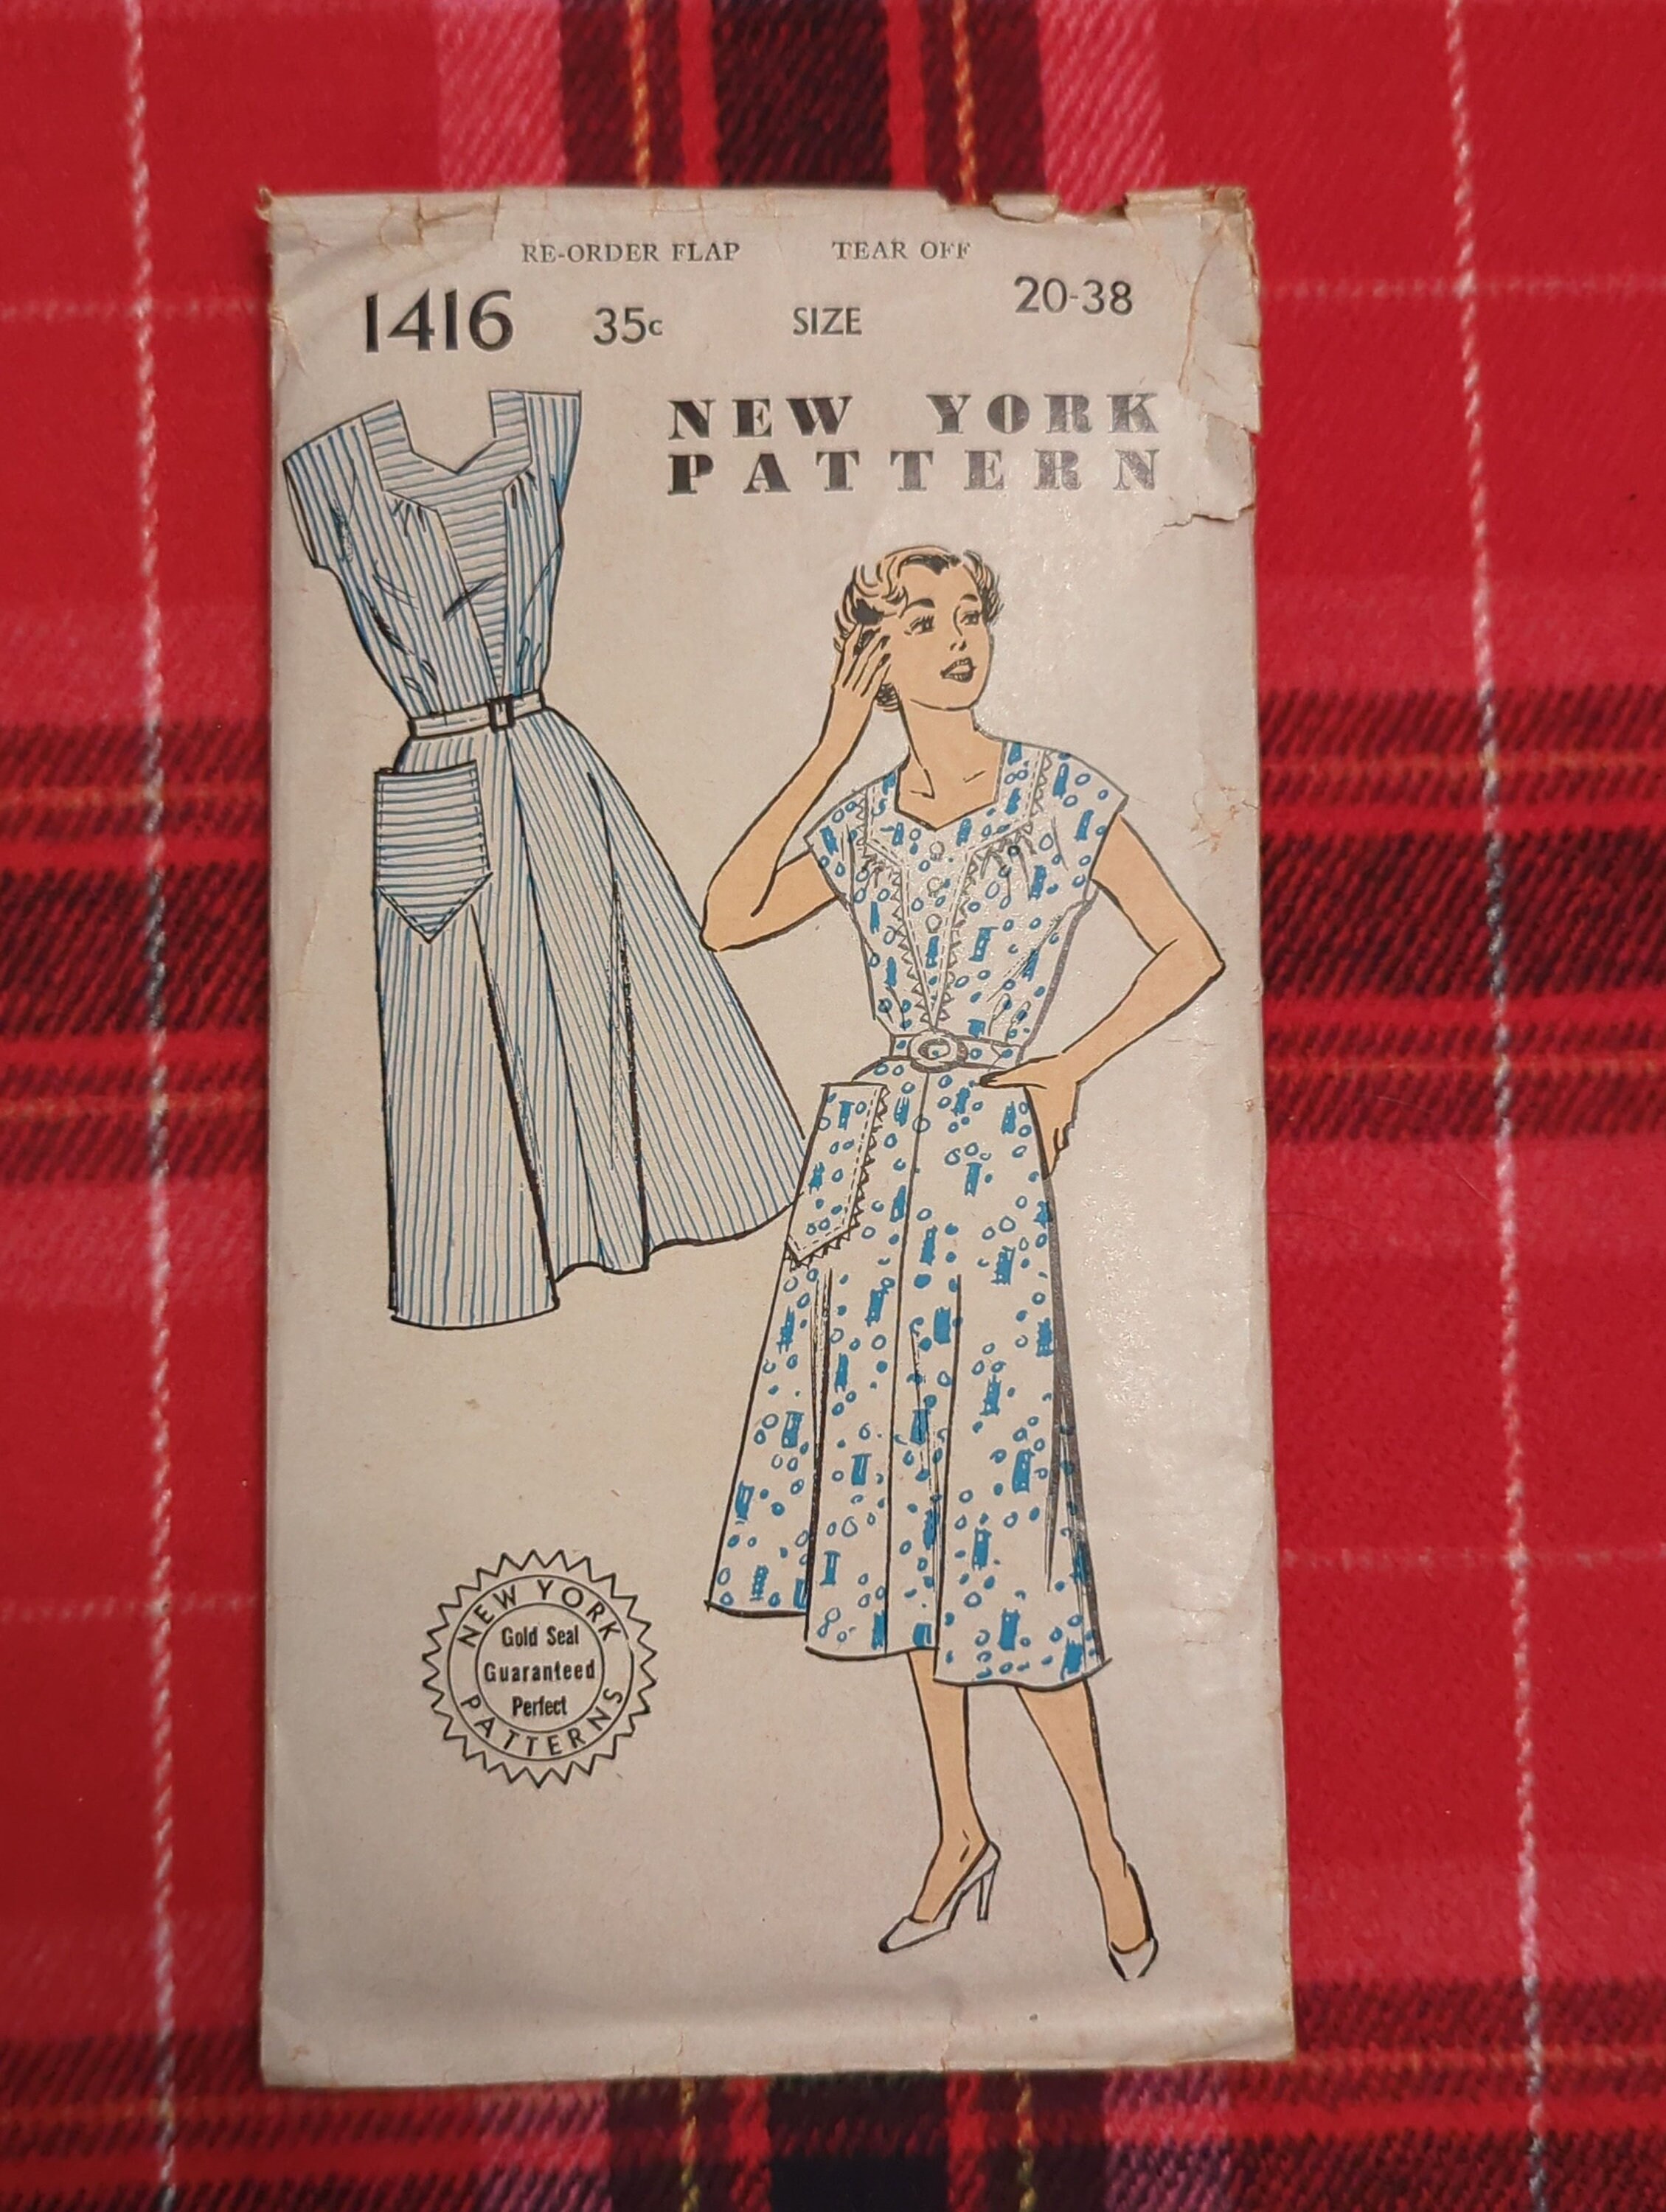 RE-ORDER FLAP TEAR OFF
1416 35c SIZE 20-38
NEW YORK
PATTERN
NEW YORK
Gold Seal
Guaranteed
Perfect
PATTERNS